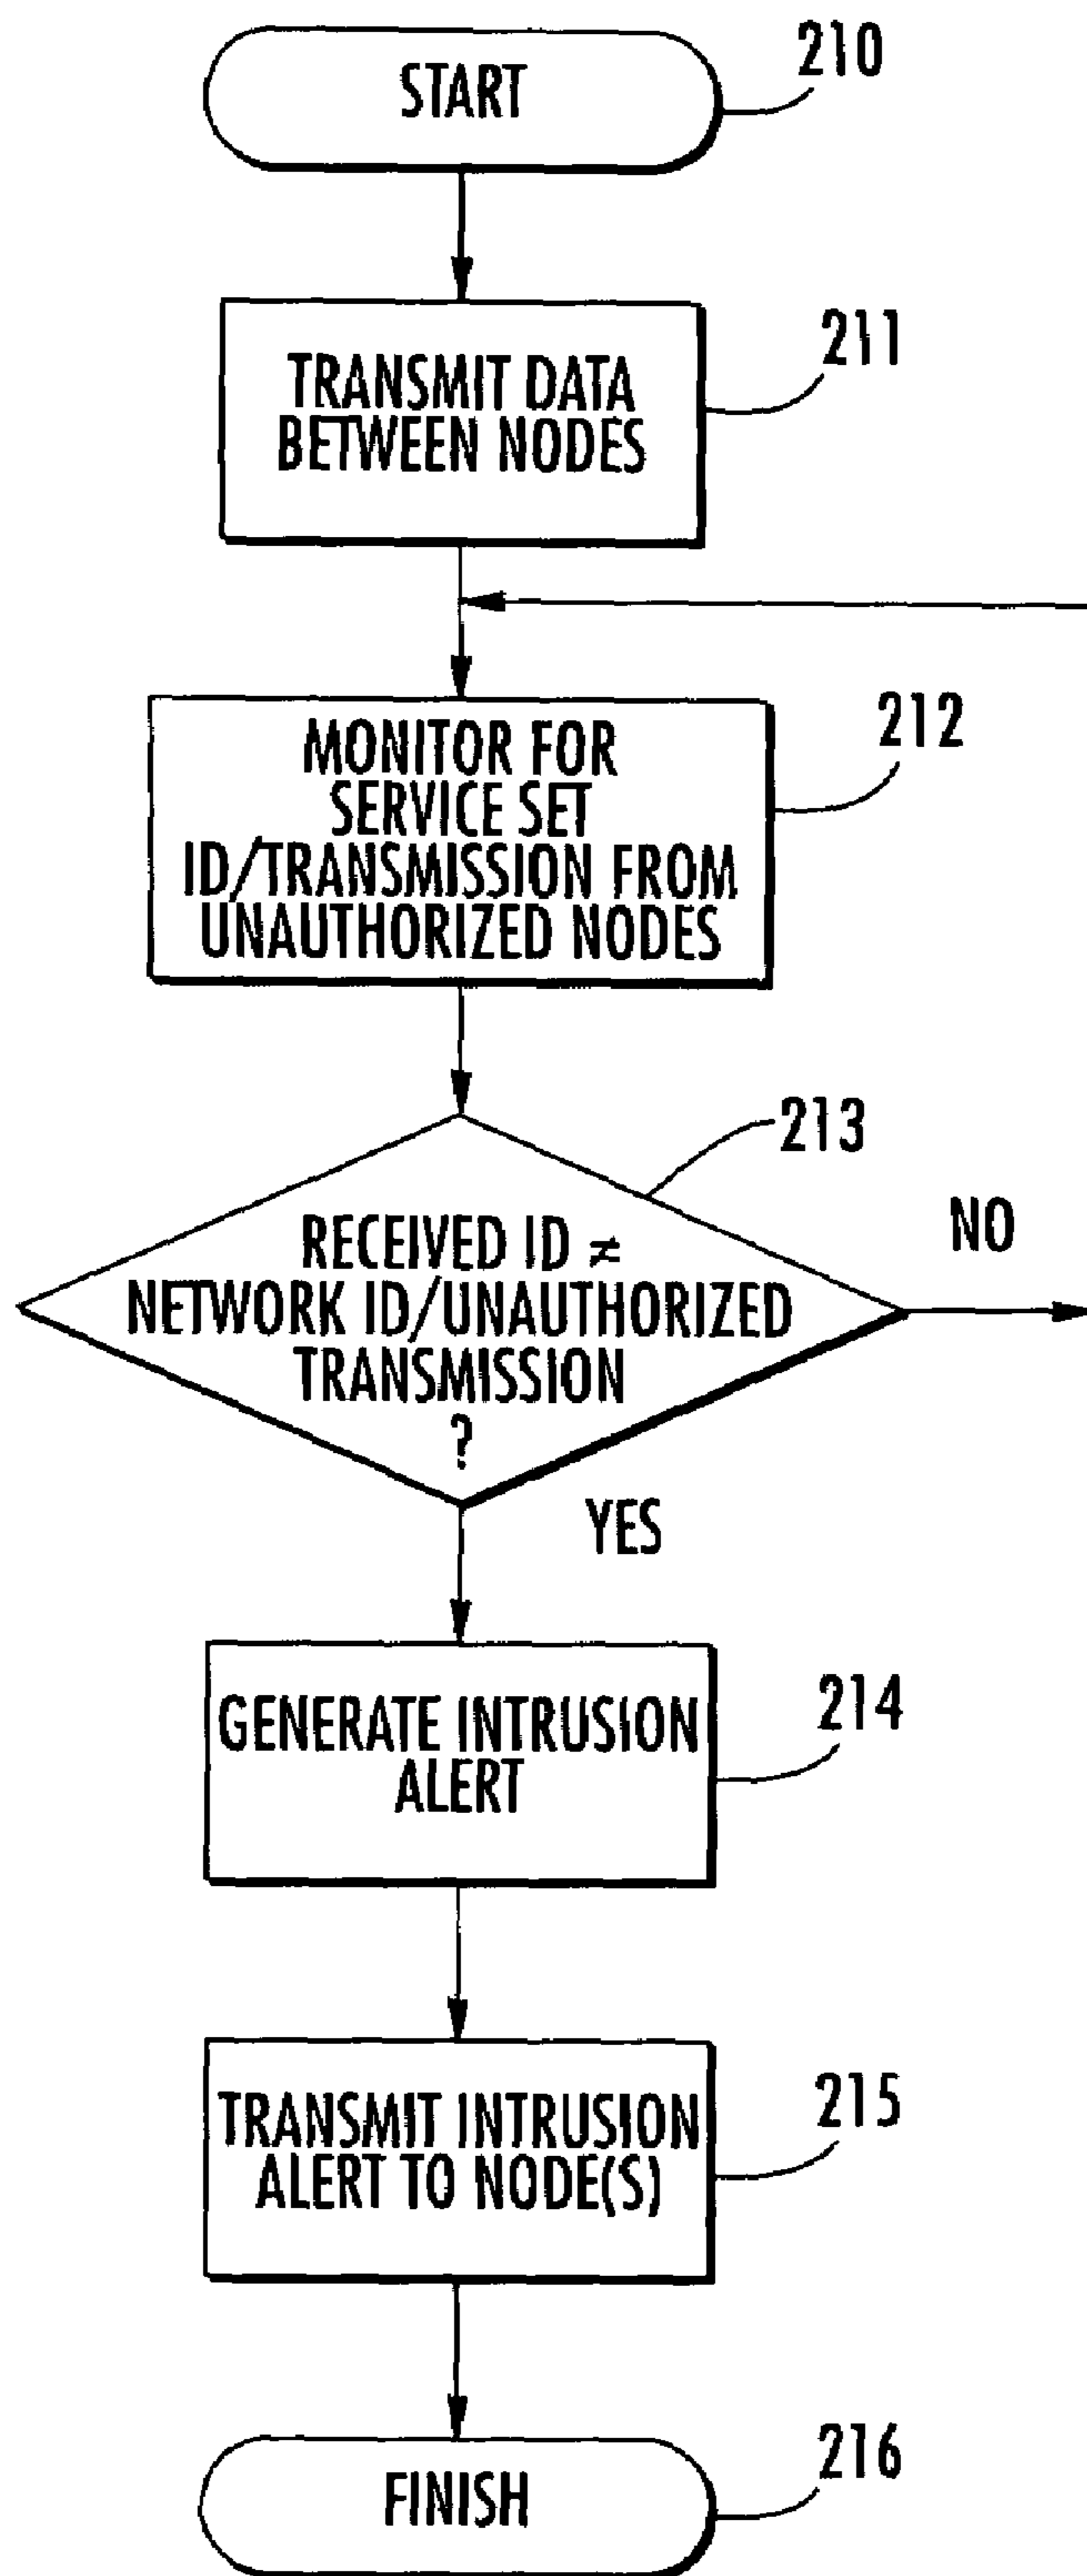 START
210
TRANSMIT DATA
BETWEEN NODES
211
MONITOR FOR
SERVICE SET
ID/TRANSMISSION FROM
UNAUTHORIZED NODES
212
213
RECEIVED ID ≠
NETWORK ID/UNAUTHORIZED
TRANSMISSION
?
NO
YES
GENERATE INTRUSION
ALERT
214
TRANSMIT INTRUSION
ALERT TO NODE(S)
215
FINISH
216